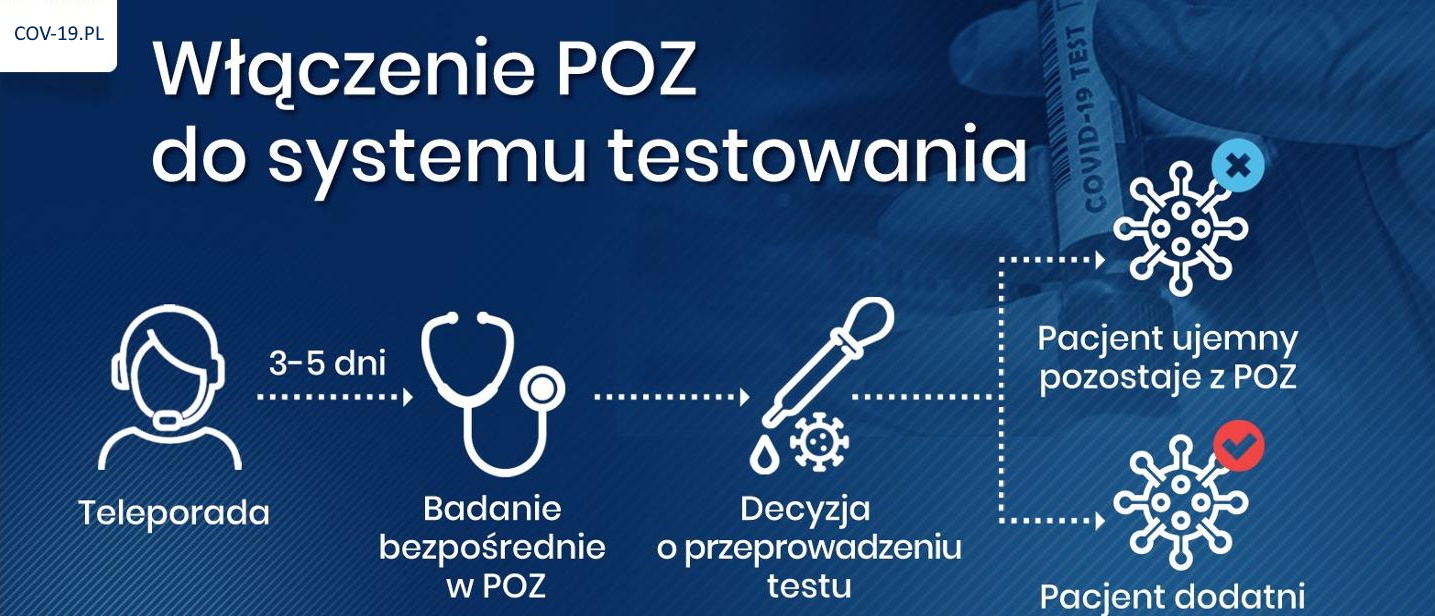 COV-19.PL
Włączenie POZ
do systemu testowania
COVID-19 TEST
3-5 dni
Teleporada
Badanie
bezpośrednie
w POZ
Decyzja
o przeprowadzeniu
testu
Pacjent ujemny
pozostaje z POZ
Pacjent dodatni